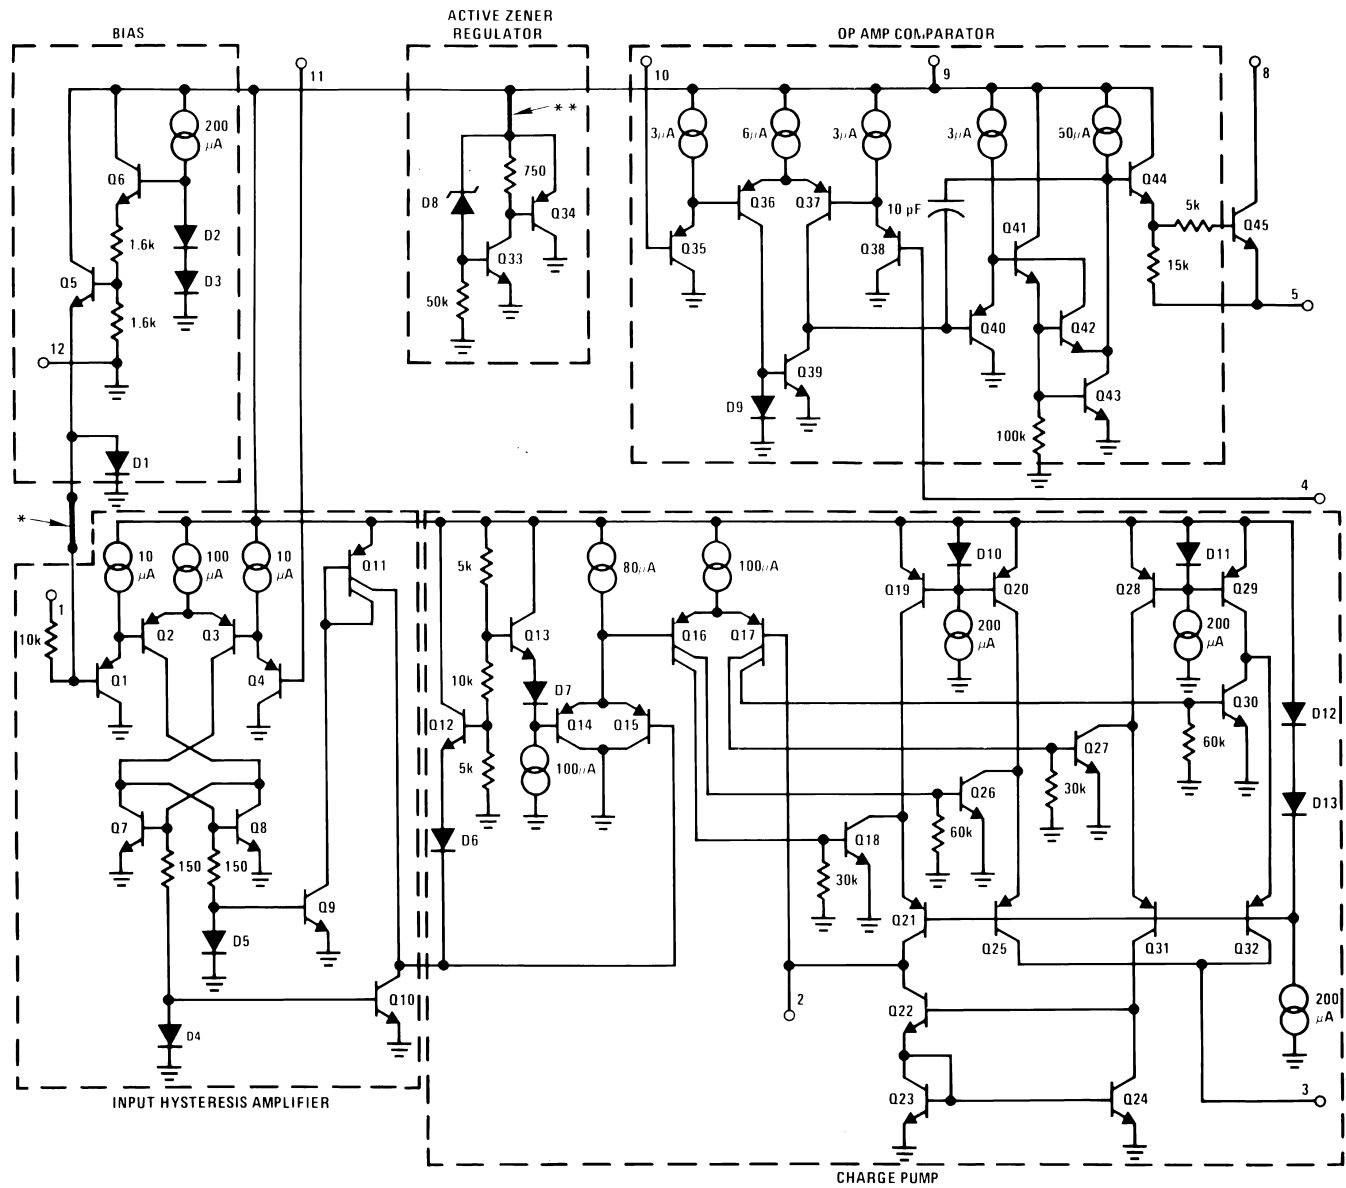 ACTIVE ZENER
REGULATOR
BIAS
OP AMP COMPARATOR
11
10
9
8
200
μA
3μA
6μA
3μA
3μA
50μA
* *
Q6
750
Q44
D8
Q34
Q36
Q37
10 pF
5k
Q41
Q45
1.6k
D2
Q35
Q38
Q33
15k
Q5
D3
50k
5
1.6k
Q40
Q42
12
Q39
Q43
D9
100k
D1
4
*
10
μA
100
μA
10
μA
Q11
5k
80μA
100μA
D10
D11
Q19
Q20
Q28
Q29
1
10k
Q2
Q3
Q13
Q16
Q17
200
μA
200
μA
Q1
Q4
10k
D7
Q30
D12
Q12
Q14
Q15
60k
5k
100μA
Q27
30k
Q26
D13
Q7
Q8
D6
Q18
60k
150
150
30k
Q9
Q21
Q25
Q31
Q32
D5
Q10
2
Q22
200
μA
D4
3
Q23
Q24
INPUT HYSTERESIS AMPLIFIER
CHARGE PUMP